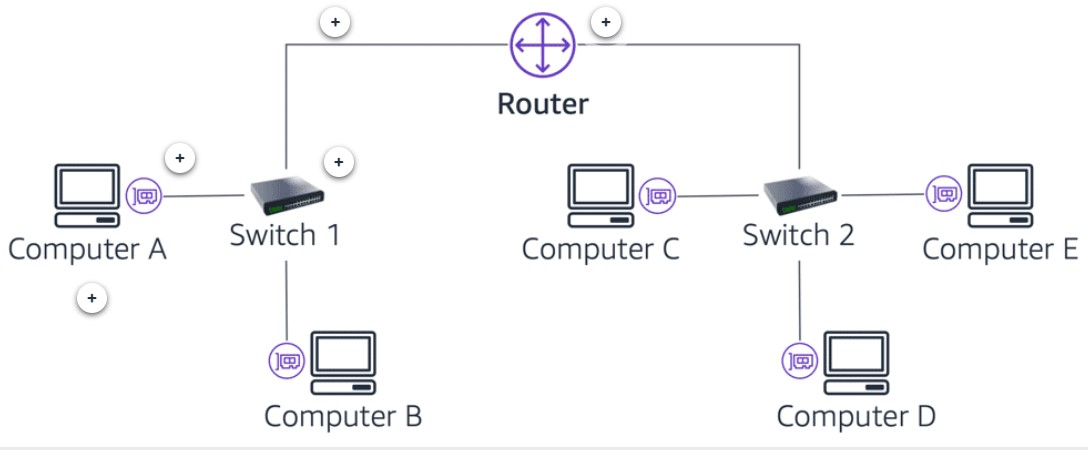 Router
Computer A
Switch 1
Computer C
Switch 2
Computer E
Computer B
Computer D